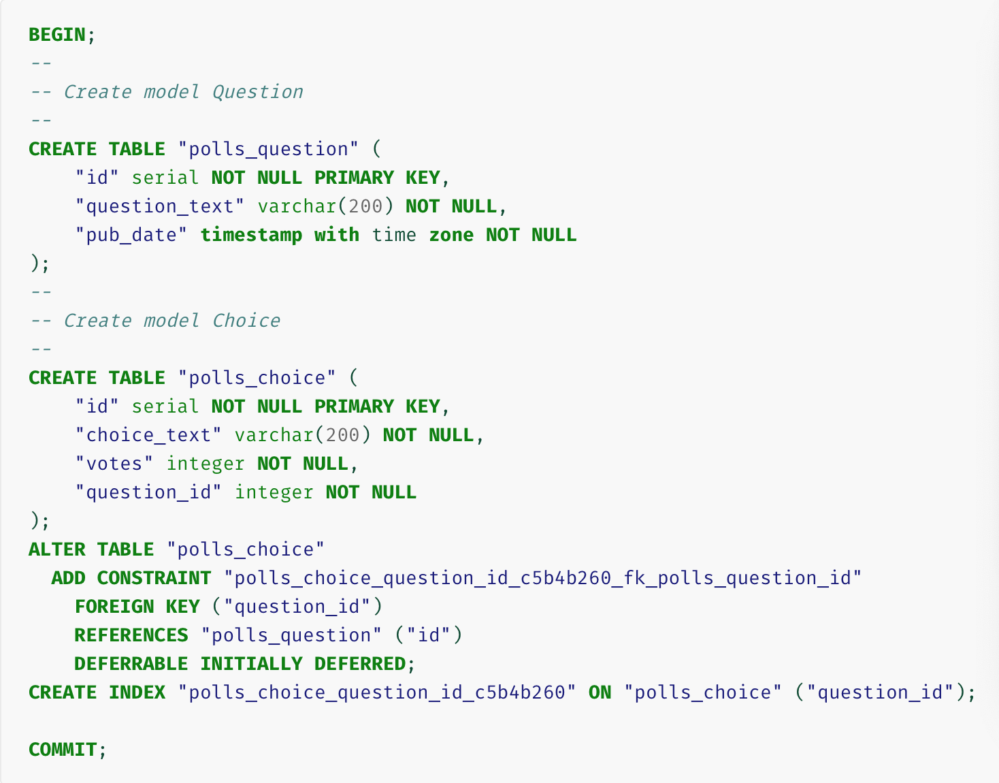 BEGIN;
--
-- Create model Question
--
CREATE TABLE "polls_question" (
    "id" serial NOT NULL PRIMARY KEY,
    "question_text" varchar(200) NOT NULL,
    "pub_date" timestamp with time zone NOT NULL
);
--
-- Create model Choice
--
CREATE TABLE "polls_choice" (
    "id" serial NOT NULL PRIMARY KEY,
    "choice_text" varchar(200) NOT NULL,
    "votes" integer NOT NULL,
    "question_id" integer NOT NULL
);
ALTER TABLE "polls_choice"
  ADD CONSTRAINT "polls_choice_question_id_c5b4b260_fk_polls_question_id"
    FOREIGN KEY ("question_id")
    REFERENCES "polls_question" ("id")
    DEFERRABLE INITIALLY DEFERRED;
CREATE INDEX "polls_choice_question_id_c5b4b260" ON "polls_choice" ("question_id");

COMMIT;